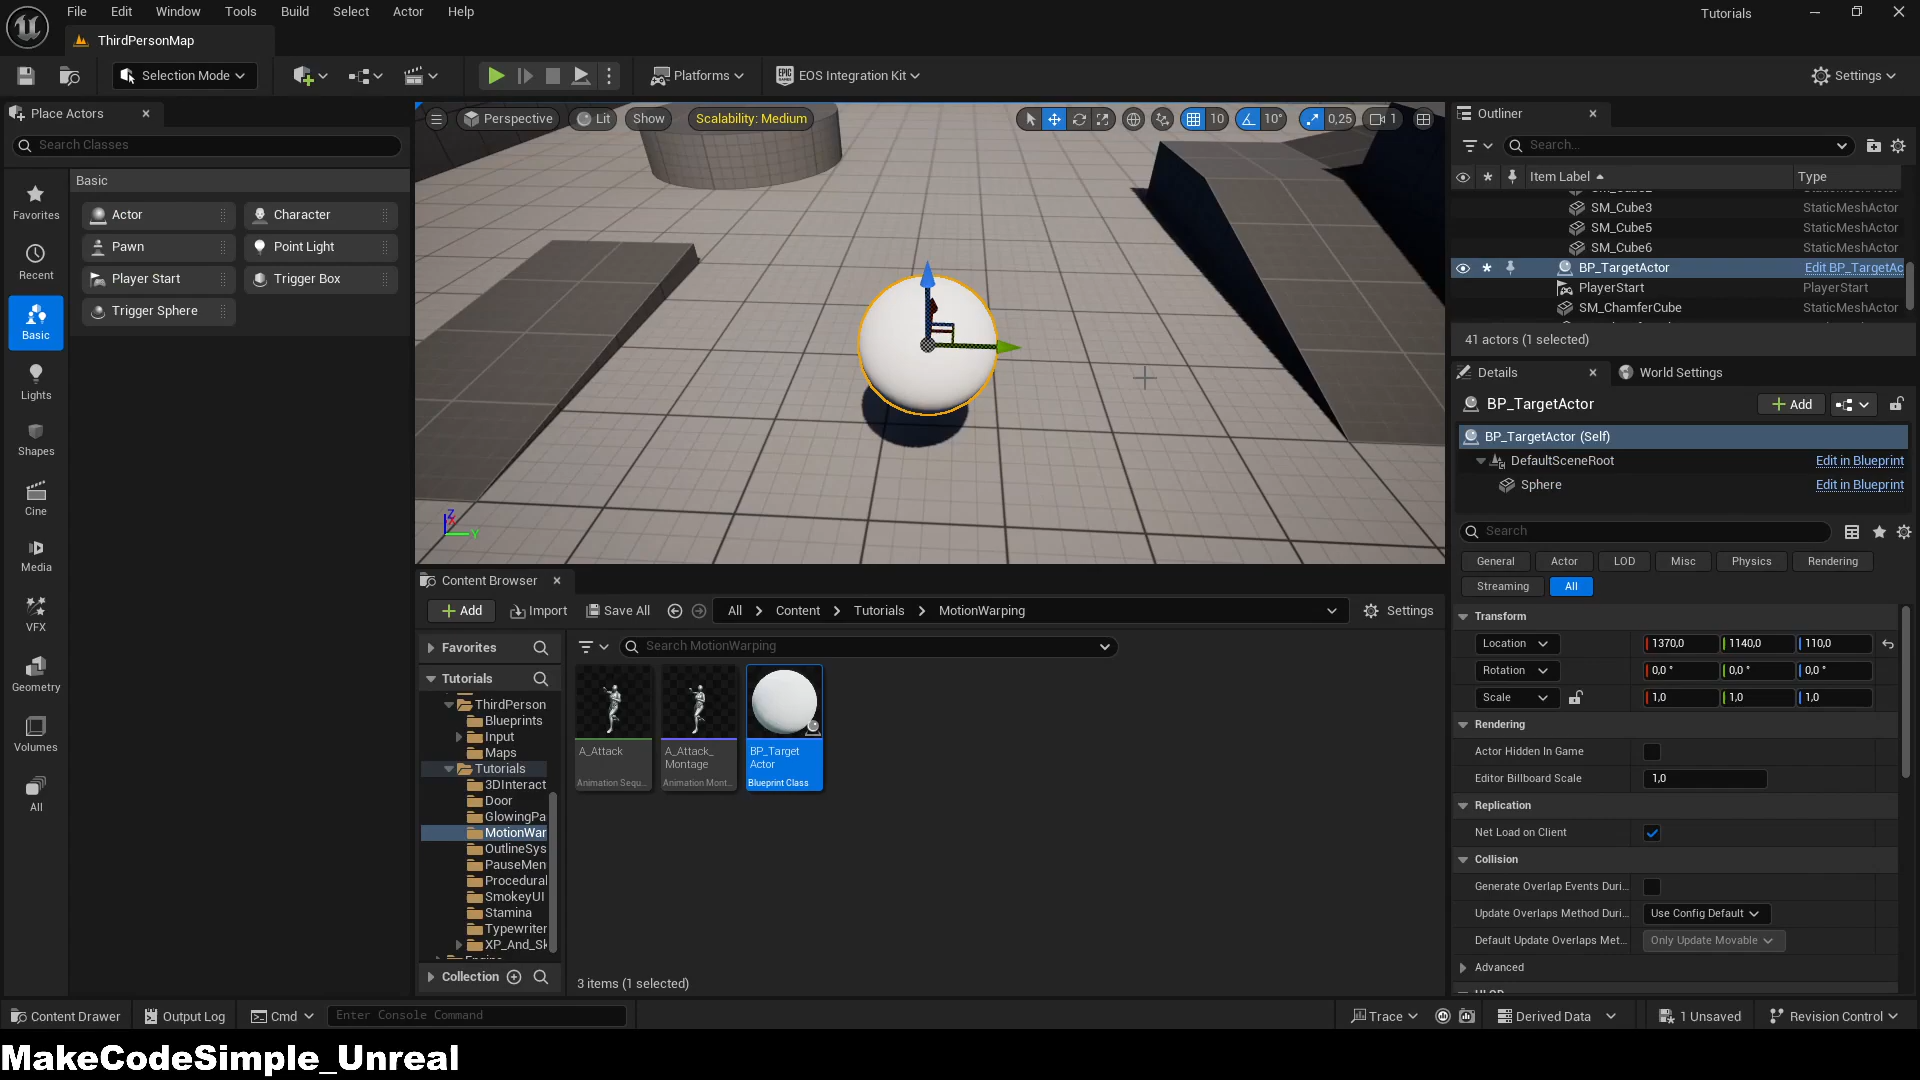 File Edit Window Tools Build Select Actor Help
Tutorials
ThirdPersonMap
Selection Mode
Platforms
EOS Integration Kit
Settings
Place Actors
Search Classes
Basic
Favorites
Recent
Basic
Lights
Shapes
Cine
Media
VFX
Geometry
Volumes
All
Actor
Character
Pawn
Point Light
Player Start
Trigger Box
Trigger Sphere
Perspective
Lit
Show
Scalability: Medium
10
10°
0,25
1
Z
Y
Outliner
Search...
Item Label
Type
SM_Cube3 StaticMeshActor
SM_Cube5 StaticMeshActor
SM_Cube6 StaticMeshActor
BP_TargetActor Edit BP_TargetAc
PlayerStart PlayerStart
SM_ChamferCube StaticMeshActor
41 actors (1 selected)
Details
World Settings
BP_TargetActor
Add
BP_TargetActor (Self)
DefaultSceneRoot Edit in Blueprint
Sphere Edit in Blueprint
Search
General Actor LOD Misc Physics Rendering
Streaming All
Transform
Location 1370,0 1140,0 110,0
Rotation 0,0 ° 0,0 ° 0,0 °
Scale 1,0 1,0 1,0
Rendering
Actor Hidden In Game
Editor Billboard Scale 1,0
Replication
Net Load on Client
Collision
Generate Overlap Events Duri...
Update Overlaps Method Duri... Use Config Default
Default Update Overlaps Met... Only Update Movable
Advanced
Content Browser
Add
Import
Save All
All
Content
Tutorials
MotionWarping
Settings
Favorites
Tutorials
ThirdPerson
Blueprints
Input
Maps
Tutorials
3DInteract
Door
GlowingPa
MotionWar
OutlineSys
PauseMen
Procedural
SmokeyUI
Stamina
Typewriter
XP_And_Sk
Collection
Search MotionWarping
A_Attack
Animation Sequ...
A_Attack_
Montage
Animation Mont...
BP_Target
Actor
Blueprint Class
3 items (1 selected)
Content Drawer
Output Log
Cmd
Enter Console Command
Trace
Derived Data
1 Unsaved
Revision Control
MakeCodeSimple_Unreal